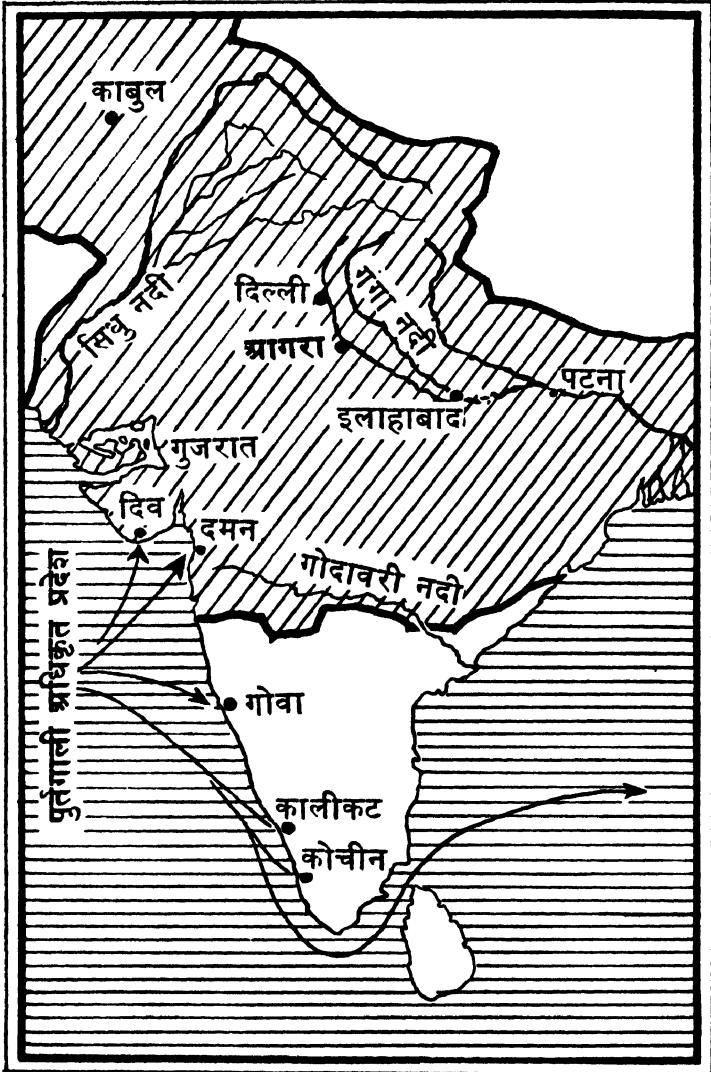 काबुल
सिंधु नदी
दिल्ली
गंगा नदी
आगरा
पटना
इलाहाबाद
गुजरात
दिव
दमन
गोदावरी नदी
पुर्तगाली अधिकृत प्रदेश
गोवा
कालीकट
कोचीन